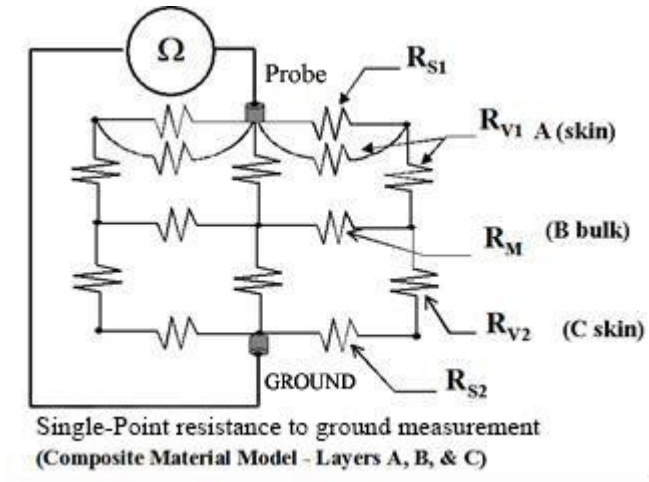 Ω
Probe
R_S1
R_V1 A (skin)
R_M (B bulk)
R_V2 (C skin)
GROUND
R_S2
Single-Point resistance to ground measurement
(Composite Material Model - Layers A, B, & C)